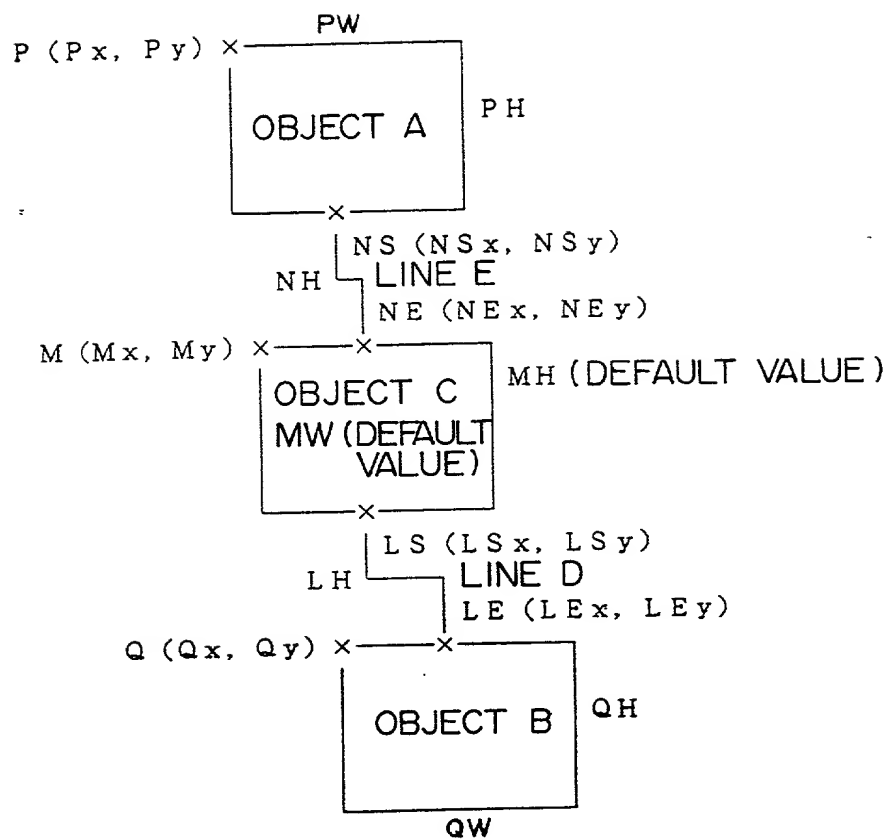 PW
P (Px, Py)
OBJECT A
PH
NS (NSx, NSy)
NH
LINE E
NE (NEx, NEy)
M (Mx, My)
MH (DEFAULT VALUE)
OBJECT C
MW (DEFAULT
VALUE)
LS (LSx, LSy)
LH
LINE D
LE (LEx, LEy)
Q (Qx, Qy)
OBJECT B
QH
QW